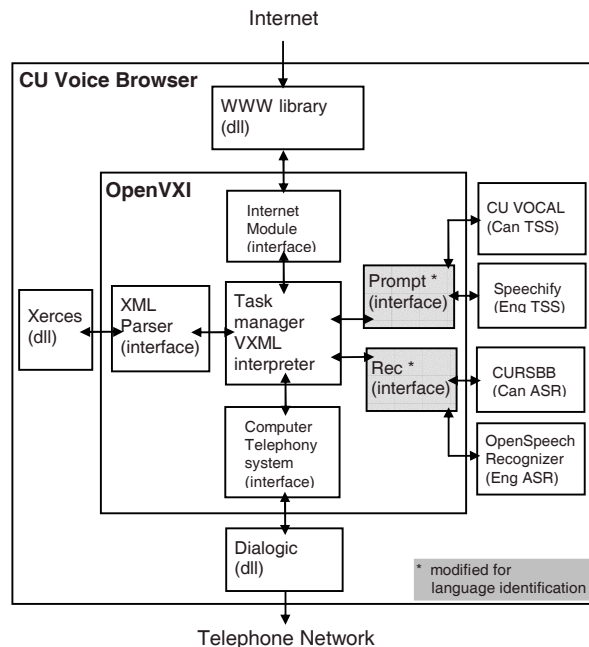 Internet
CU Voice Browser
WWW library
(dll)
OpenVXI
Internet
Module
(interface)
CU VOCAL
(Can TSS)
Prompt *
(interface)
Speechify
(Eng TSS)
Xerces
(dll)
XML
Parser
(interface)
Task
manager
VXML
interpreter
Rec *
(interface)
CURSBB
(Can ASR)
Computer
Telephony
system
(interface)
OpenSpeech
Recognizer
(Eng ASR)
Dialogic
(dll)
* modified for
language identification
Telephone Network